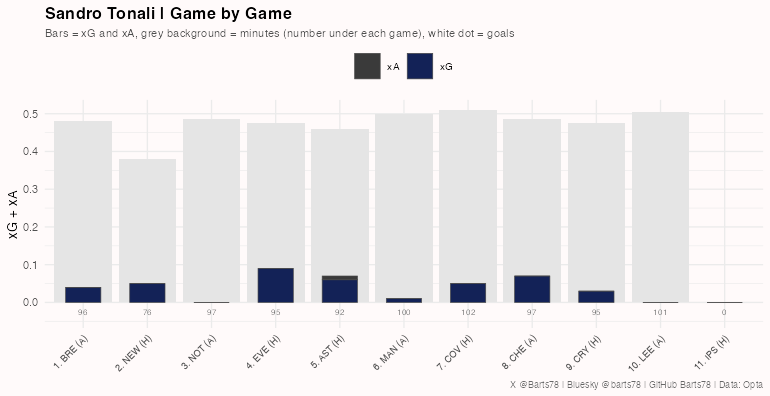 Sandro Tonali | Game by Game
Bars = xG and xA, grey background = minutes (number under each game), white dot = goals
xA xG
xG + xA
0.5
0.4
0.3
0.2
0.1
0.0
96 76 97 95 92 100 102 97 95 101 0
1. BRE (A) 2. NEW (H) 3. NOT (A) 4. EVE (H) 5. AST (H) 6. MAN (A) 7. COV (H) 8. CHE (A) 9. CRY (H) 10. LEE (A) 11. IPS (H)
X @Barts78 | Bluesky @barts78 | GitHub Barts78 | Data: Opta